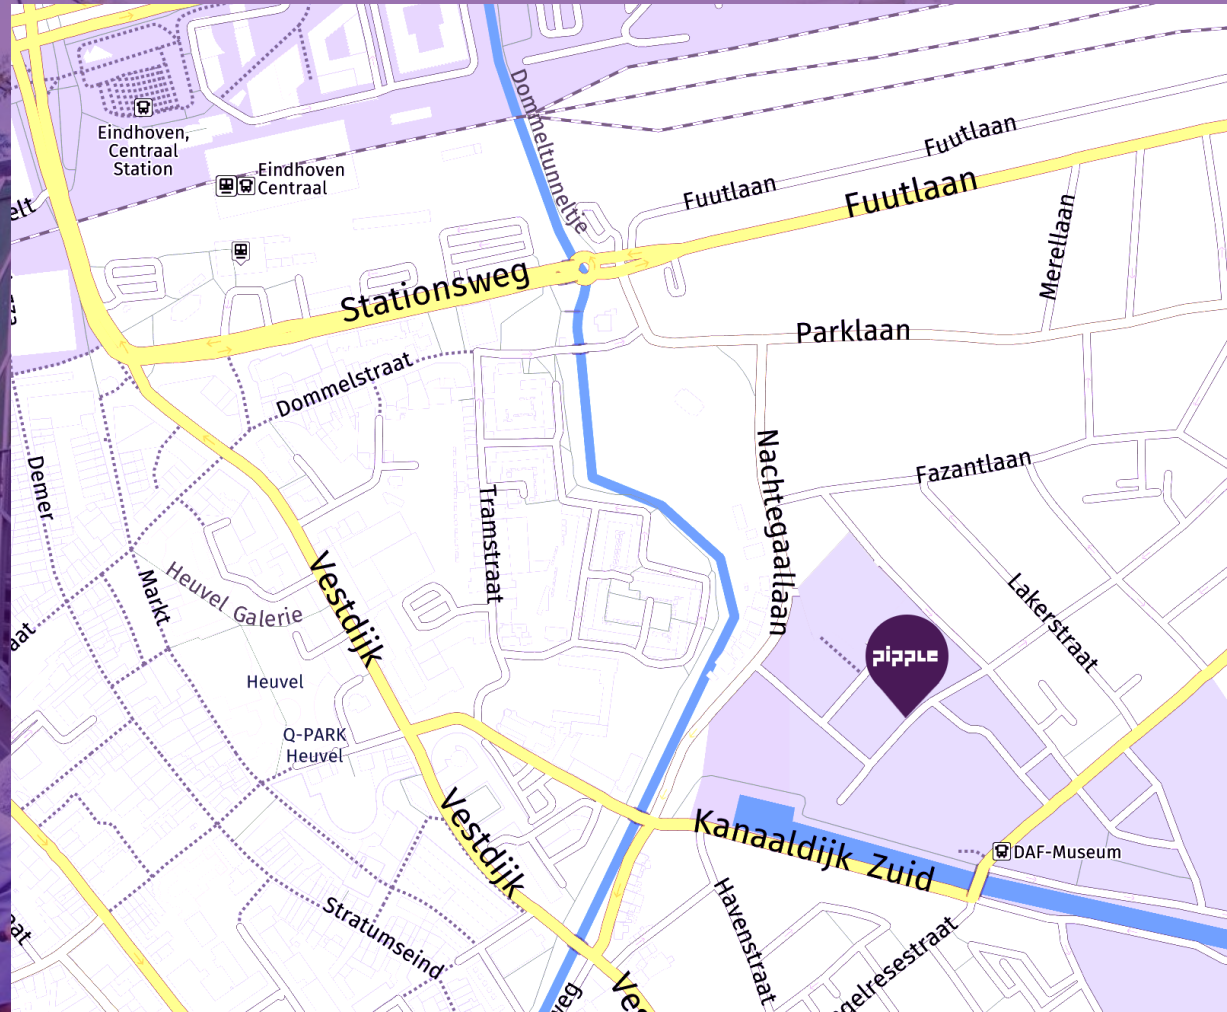 Dommeltunneltje
Eindhoven,
Centraal
Station
Eindhoven
Centraal
Fuutlaan
Fuutlaan
Fuutlaan
Merellaan
Stationsweg
Parklaan
Dommelstraat
Demer
Nachtegaallaan
Fazantlaan
Tramstraat
Markt
Heuvel Galerie
Vestdijk
Lakerstraat
pipple
Heuvel
Q-PARK
Heuvel
Vestdijk
Kanaaldijk Zuid
DAF-Museum
Stratumseind
Havenstraat